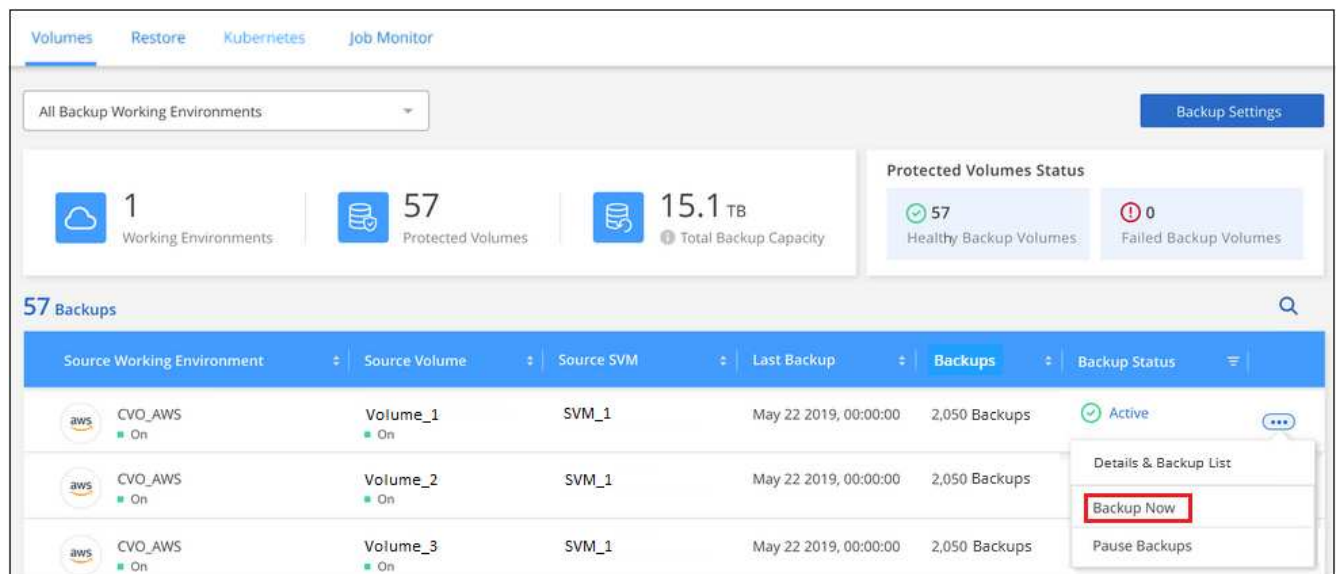 Volumes Restore Kubernetes Job Monitor
All Backup Working Environments
Backup Settings
1
Working Environments
57
Protected Volumes
15.1 TB
Total Backup Capacity
Protected Volumes Status
57
Healthy Backup Volumes
0
Failed Backup Volumes
57 Backups
Source Working Environment Source Volume Source SVM Last Backup Backups Backup Status
aws CVO_AWS Volume_1 SVM_1 May 22 2019, 00:00:00 2,050 Backups Active
On On
Details & Backup List
aws CVO_AWS Volume_2 SVM_1 May 22 2019, 00:00:00 2,050 Backups
On On
Backup Now
aws CVO_AWS Volume_3 SVM_1 May 22 2019, 00:00:00 2,050 Backups
On On
Pause Backups